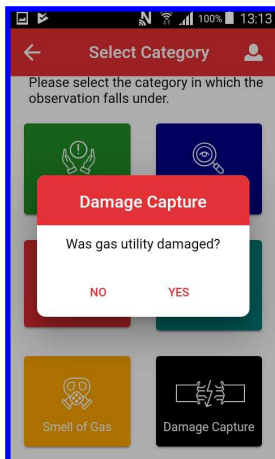 100% 13:13
Select Category
Please select the category in which the
observation falls under.
Damage Capture
Was gas utility damaged?
NO YES
Smell of Gas Damage Capture